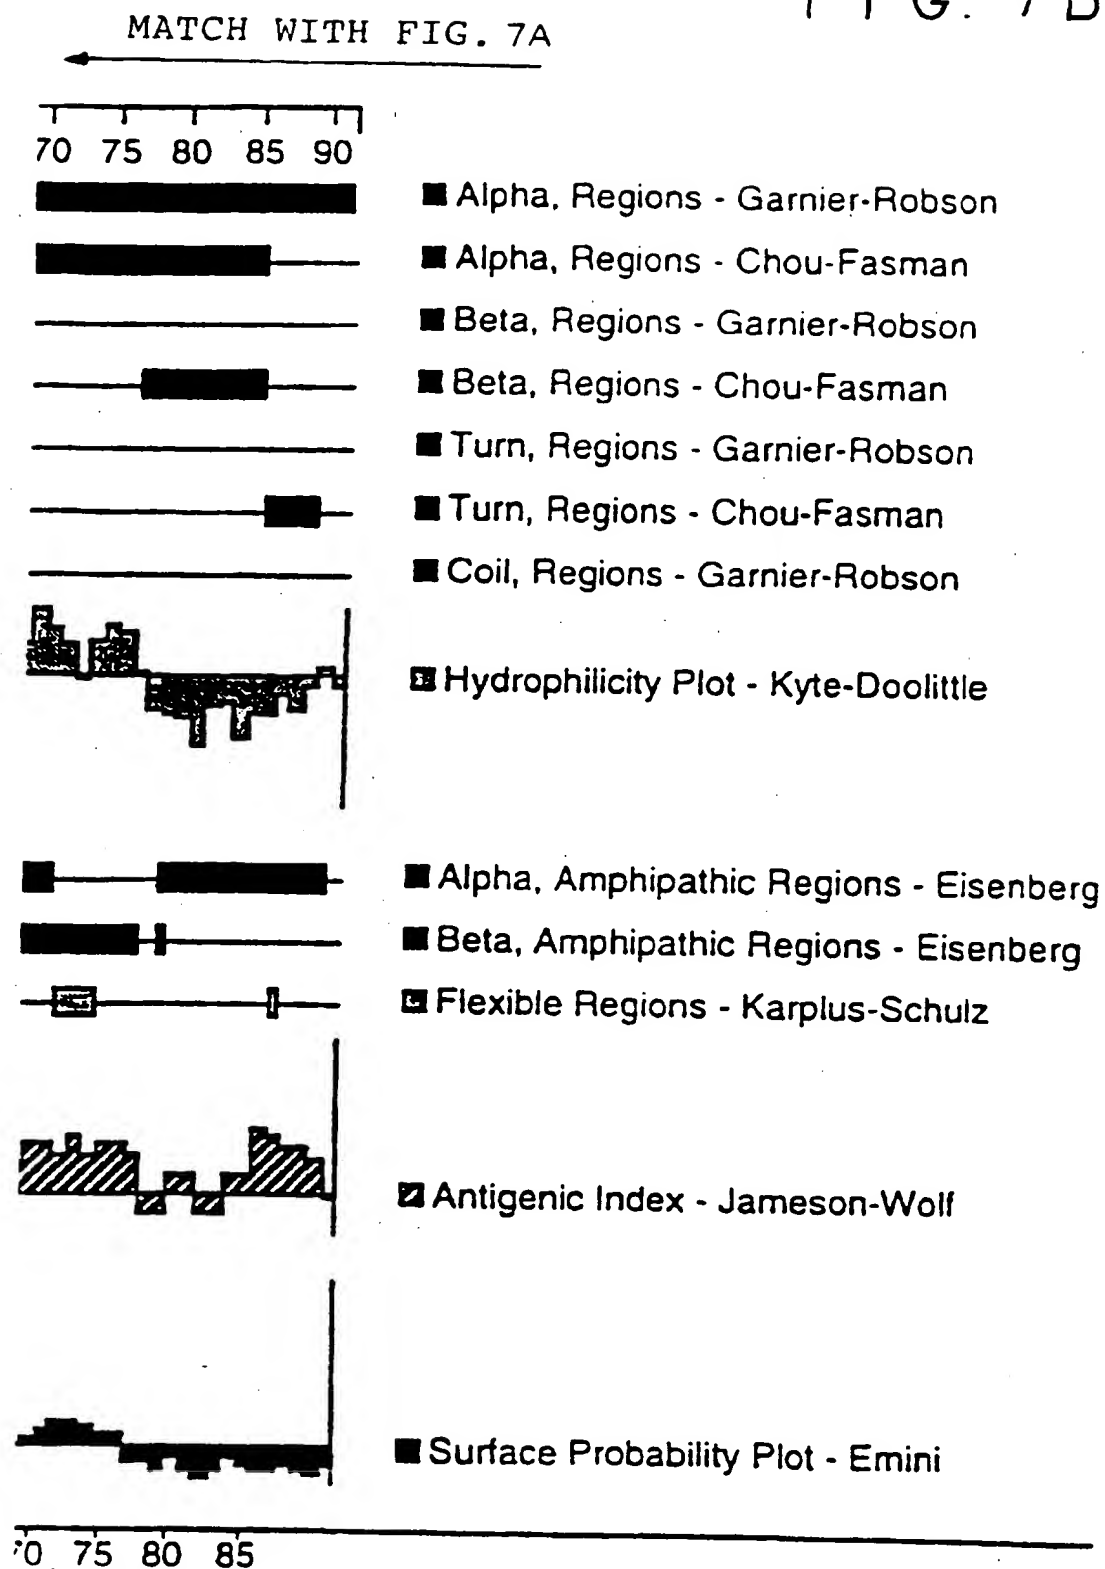 FIG. 7B
MATCH WITH FIG. 7A
70 75 80 85 90
Alpha, Regions - Garnier-Robson
Alpha, Regions - Chou-Fasman
Beta, Regions - Garnier-Robson
Beta, Regions - Chou-Fasman
Turn, Regions - Garnier-Robson
Turn, Regions - Chou-Fasman
Coil, Regions - Garnier-Robson
Hydrophilicity Plot - Kyte-Doolittle
Alpha, Amphipathic Regions - Eisenberg
Beta, Amphipathic Regions - Eisenberg
Flexible Regions - Karplus-Schulz
Antigenic Index - Jameson-Wolf
Surface Probability Plot - Emini
70 75 80 85